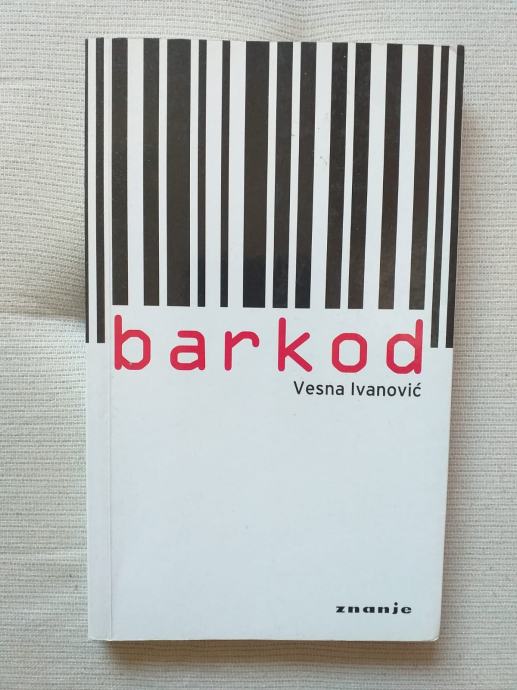 barkod
Vesna Ivanović
znanje